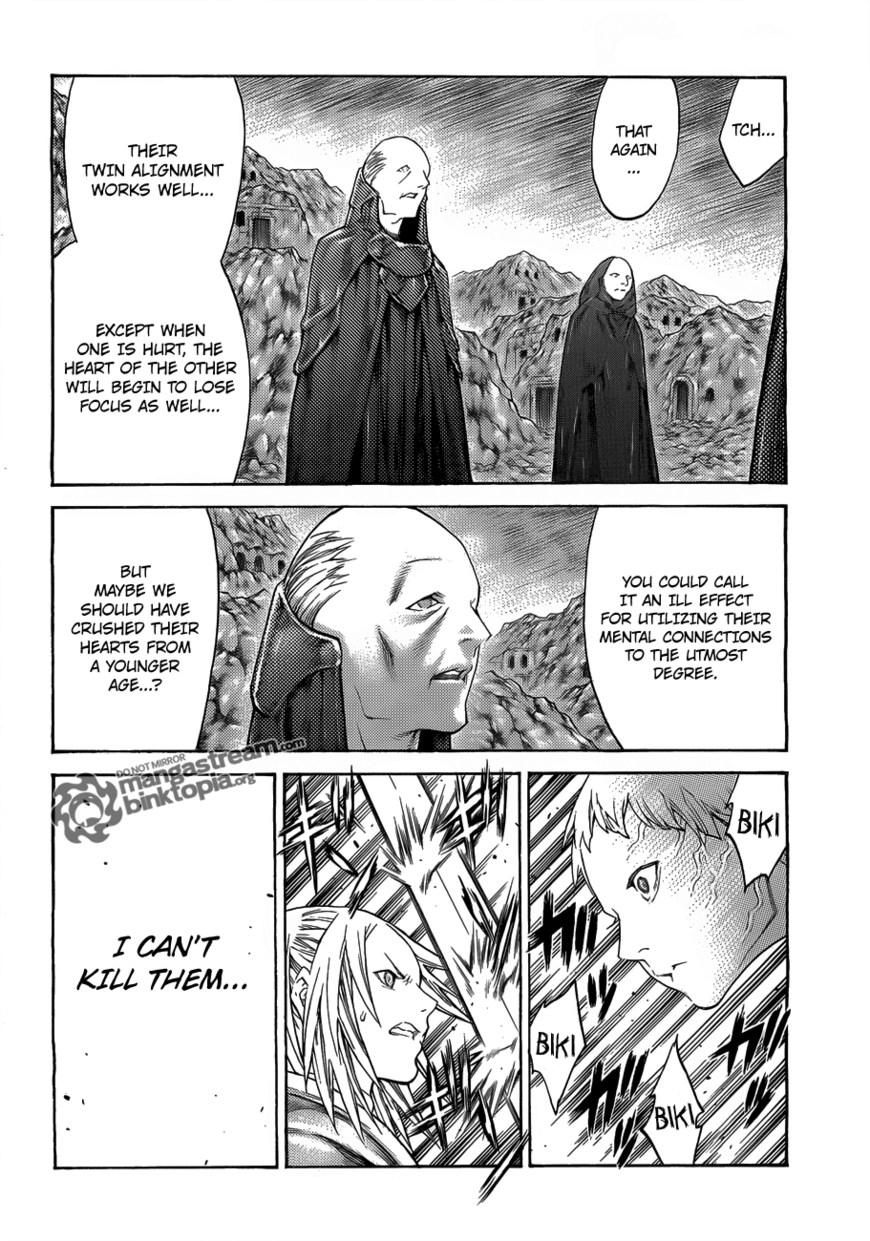 TCH...
THAT
AGAIN
...
THEIR
TWIN ALIGNMENT
WORKS WELL...
EXCEPT WHEN
ONE IS HURT, THE
HEART OF THE OTHER
WILL BEGIN TO LOSE
FOCUS AS WELL...
YOU COULD CALL
IT AN ILL EFFECT
FOR UTILIZING THEIR
MENTAL CONNECTIONS
TO THE UTMOST
DEGREE.
BUT
MAYBE WE
SHOULD HAVE
CRUSHED THEIR
HEARTS FROM
A YOUNGER
AGE...?
DO NOT MIRROR
mangastream.com
binktopia.org
BIKI
BIKI
BIKI
I CAN'T
KILL THEM...